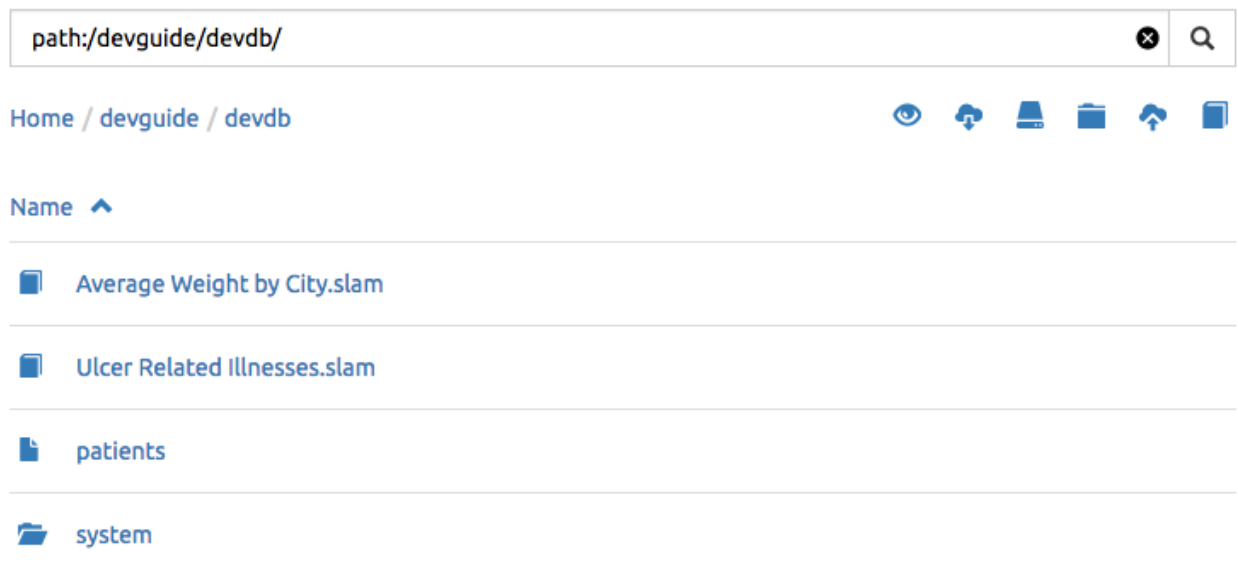 path:/devguide/devdb/
Home / devguide / devdb
Name
Average Weight by City.slam
Ulcer Related Illnesses.slam
patients
system